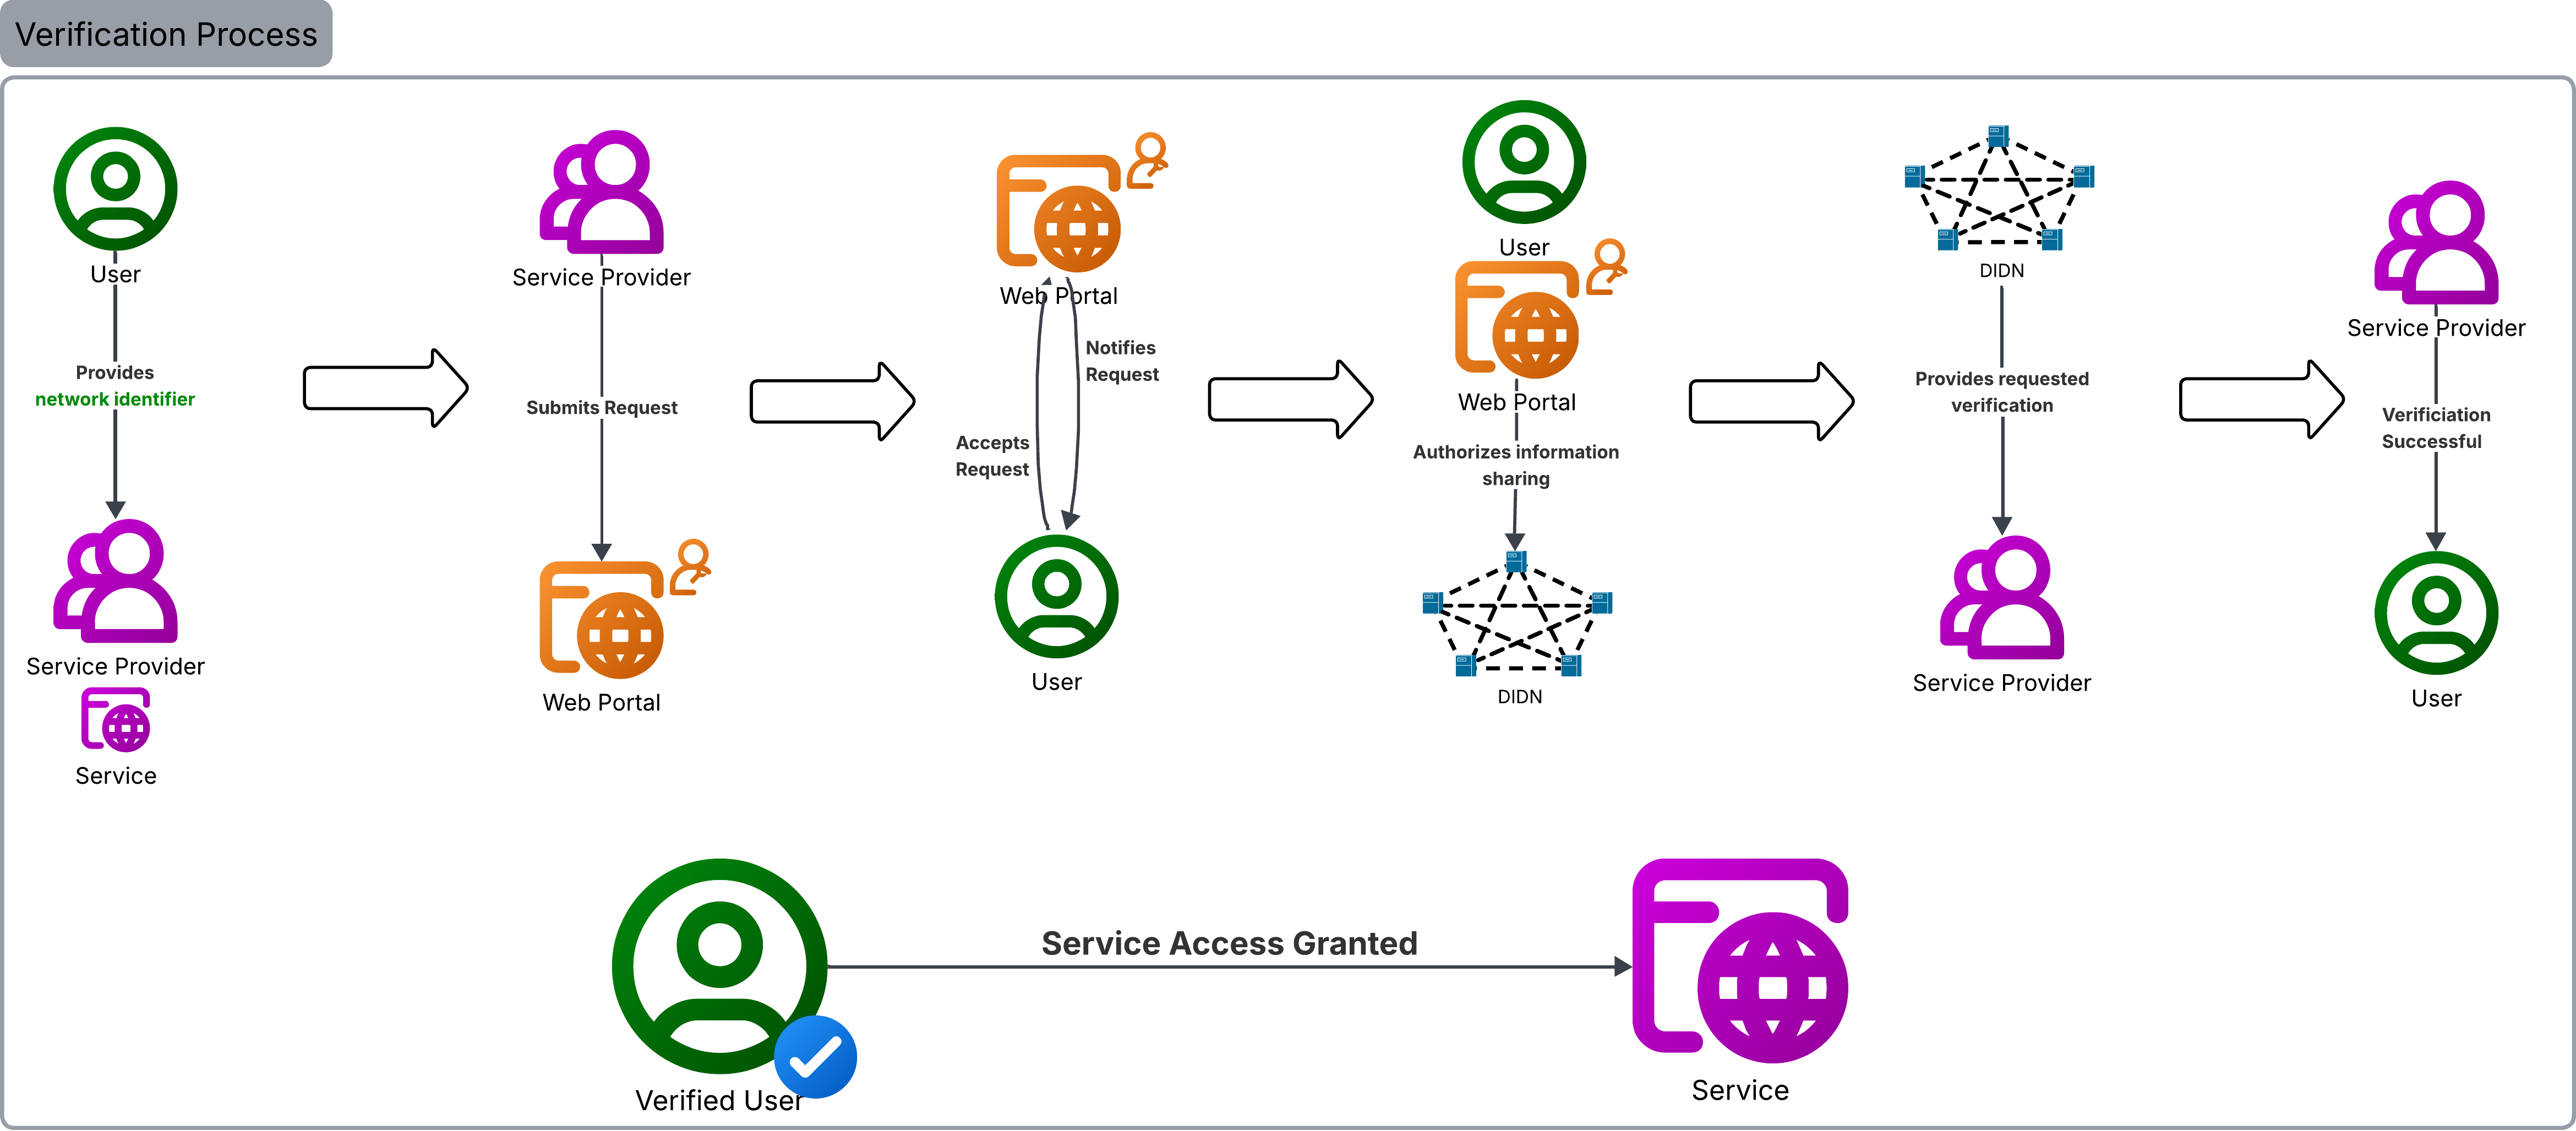 Verification Process
User
Provides
network identifier
Service Provider
Service
Service Provider
Submits Request
Web Portal
Web Portal
Notifies
Request
Accepts
Request
User
User
Web Portal
Authorizes information
sharing
DIDN
DIDN
Provides requested
verification
Service Provider
Service Provider
Verificiation
Successful
User
Service Access Granted
Verified User
Service